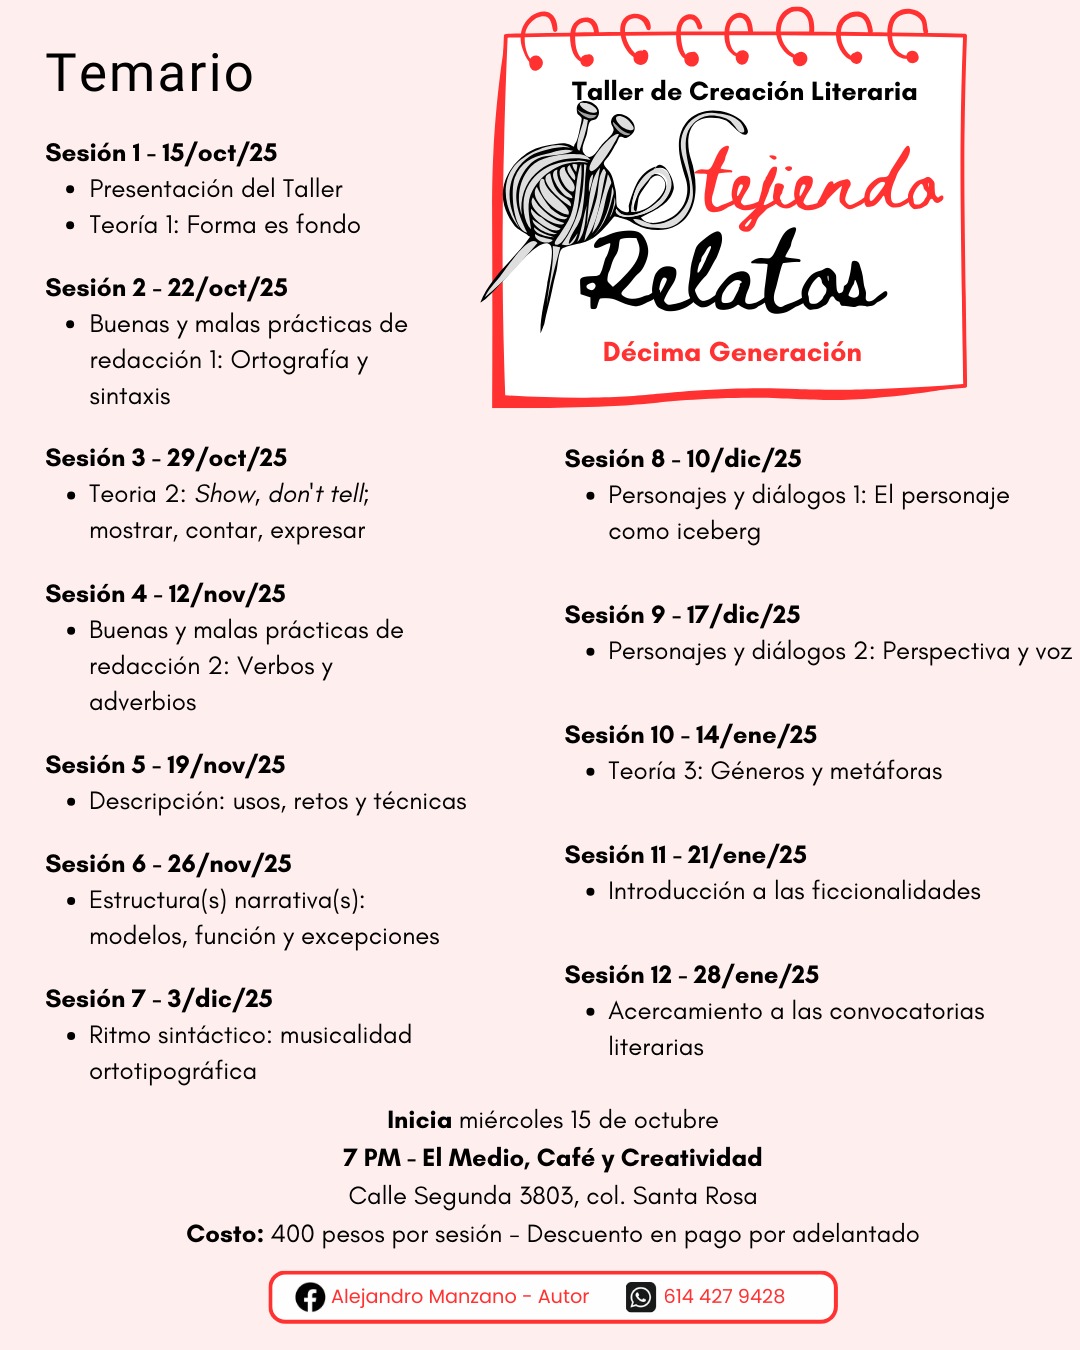 Temario
Taller de Creación Literaria
Estejiendo
Relatos
Décima Generación
Sesión 1 - 15/oct/25
• Presentación del Taller
• Teoría 1: Forma es fondo
Sesión 2 - 22/oct/25
• Buenas y malas prácticas de
redacción 1: Ortografía y
sintaxis
Sesión 3 - 29/oct/25
• Teoria 2: Show, don't tell;
mostrar, contar, expresar
Sesión 4 - 12/nov/25
• Buenas y malas prácticas de
redacción 2: Verbos y
adverbios
Sesión 5 - 19/nov/25
• Descripción: usos, retos y técnicas
Sesión 6 - 26/nov/25
• Estructura(s) narrativa(s):
modelos, función y excepciones
Sesión 7 - 3/dic/25
• Ritmo sintáctico: musicalidad
ortotipográfica
Sesión 8 - 10/dic/25
• Personajes y diálogos 1: El personaje
como iceberg
Sesión 9 - 17/dic/25
• Personajes y diálogos 2: Perspectiva y voz
Sesión 10 - 14/ene/25
• Teoría 3: Géneros y metáforas
Sesión 11 - 21/ene/25
• Introducción a las ficcionalidades
Sesión 12 - 28/ene/25
• Acercamiento a las convocatorias
literarias
Inicia miércoles 15 de octubre
7 PM - El Medio, Café y Creatividad
Calle Segunda 3803, col. Santa Rosa
Costo: 400 pesos por sesión - Descuento en pago por adelantado
Alejandro Manzano - Autor
614 427 9428